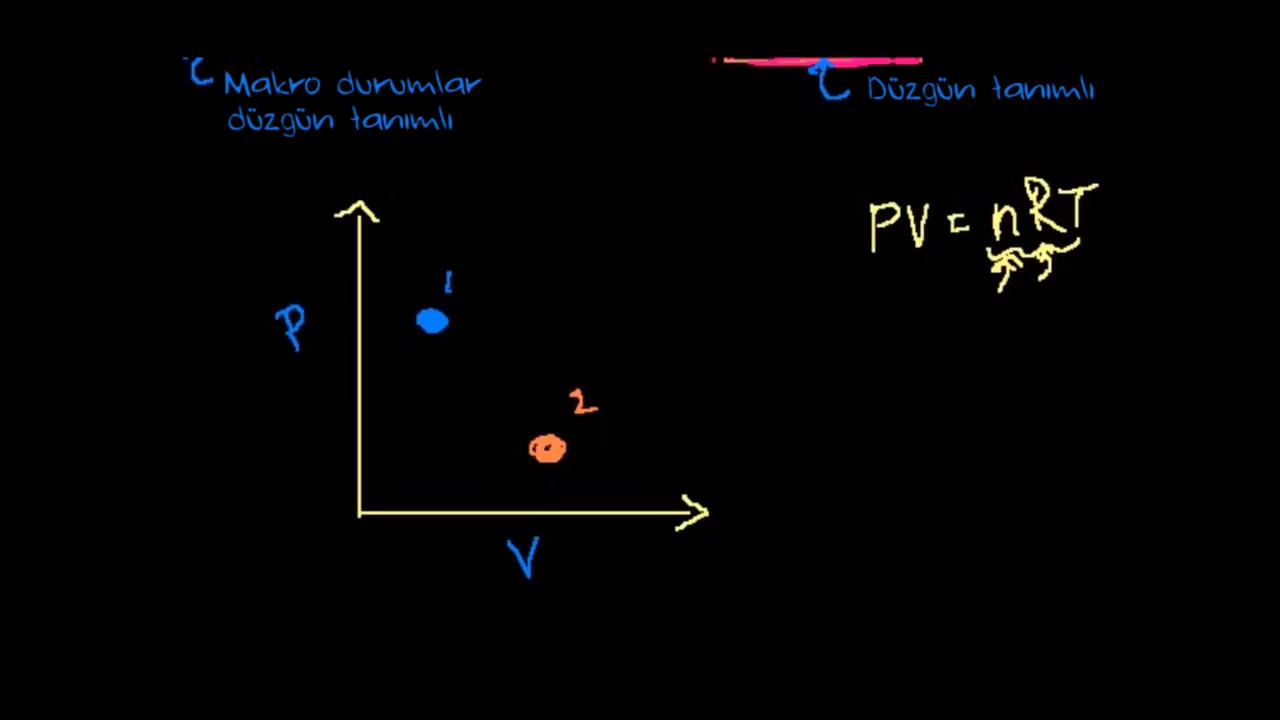 Makro durumlar
düzgün tanımlı
Düzgün tanımlı
PV = nRT
1
P
2
V